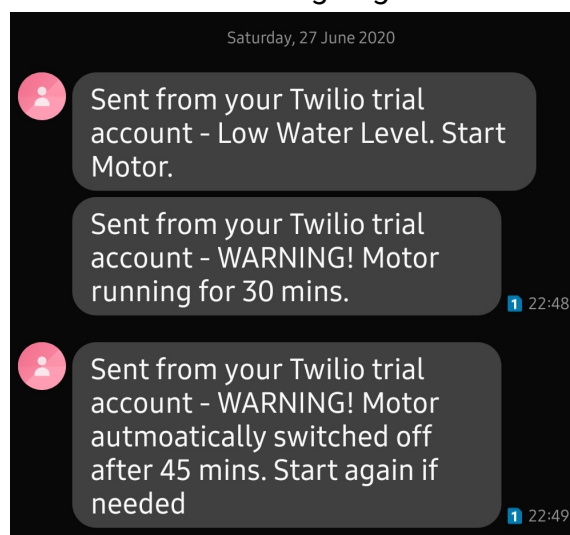 Saturday, 27 June 2020
Sent from your Twilio trial
account - Low Water Level. Start
Motor.
Sent from your Twilio trial
account - WARNING! Motor
running for 30 mins.
1 22:48
Sent from your Twilio trial
account - WARNING! Motor
autmoatically switched off
after 45 mins. Start again if
needed
1 22:49